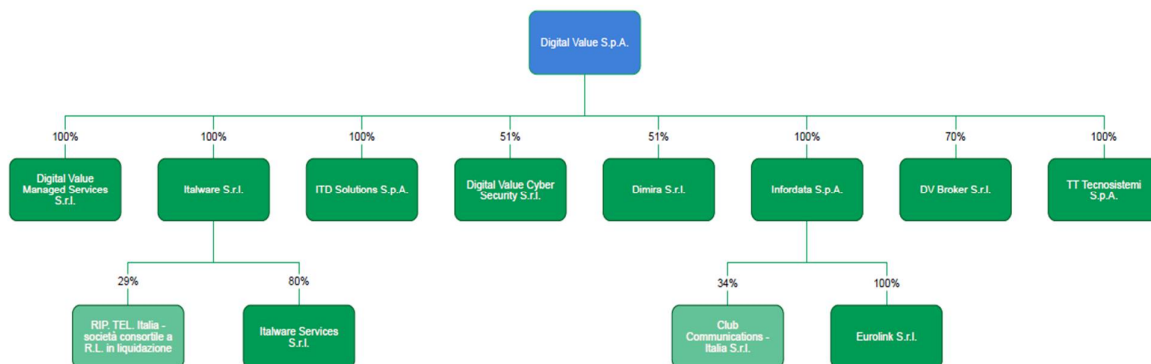 Digital Value S.p.A.
100%
100%
100%
51%
51%
100%
70%
100%
Digital Value
Managed Services
S.r.l.
Italware S.r.l.
ITD Solutions S.p.A.
Digital Value Cyber
Security S.r.l.
Dimira S.r.l.
Infordata S.p.A.
DV Broker S.r.l.
TT Tecnosistemi
S.p.A.
29%
80%
34%
100%
RIP. TEL. Italia -
società consortile a
R.L. in liquidazione
Italware Services
S.r.l.
Club
Communications -
Italia S.r.l.
Eurolink S.r.l.